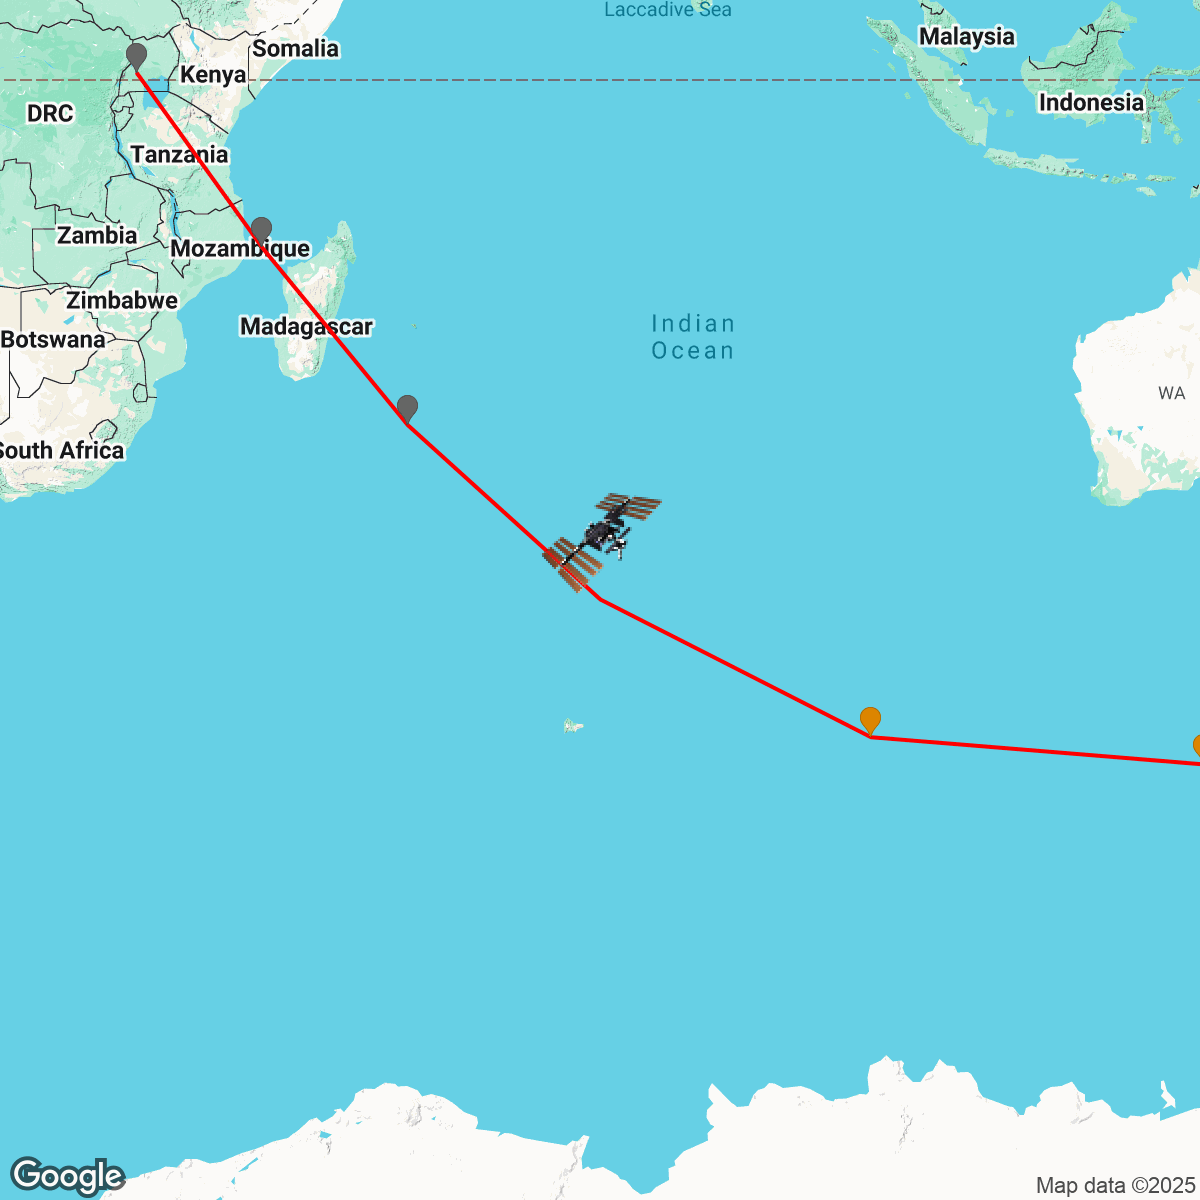 Laccadive Sea
Malaysia
Somalia
Kenya
Indonesia
DRC
Tanzania
Zambia
Mozambique
Zimbabwe
Madagascar
Indian
Ocean
Botswana
WA
South Africa
Google
Map data ©2025